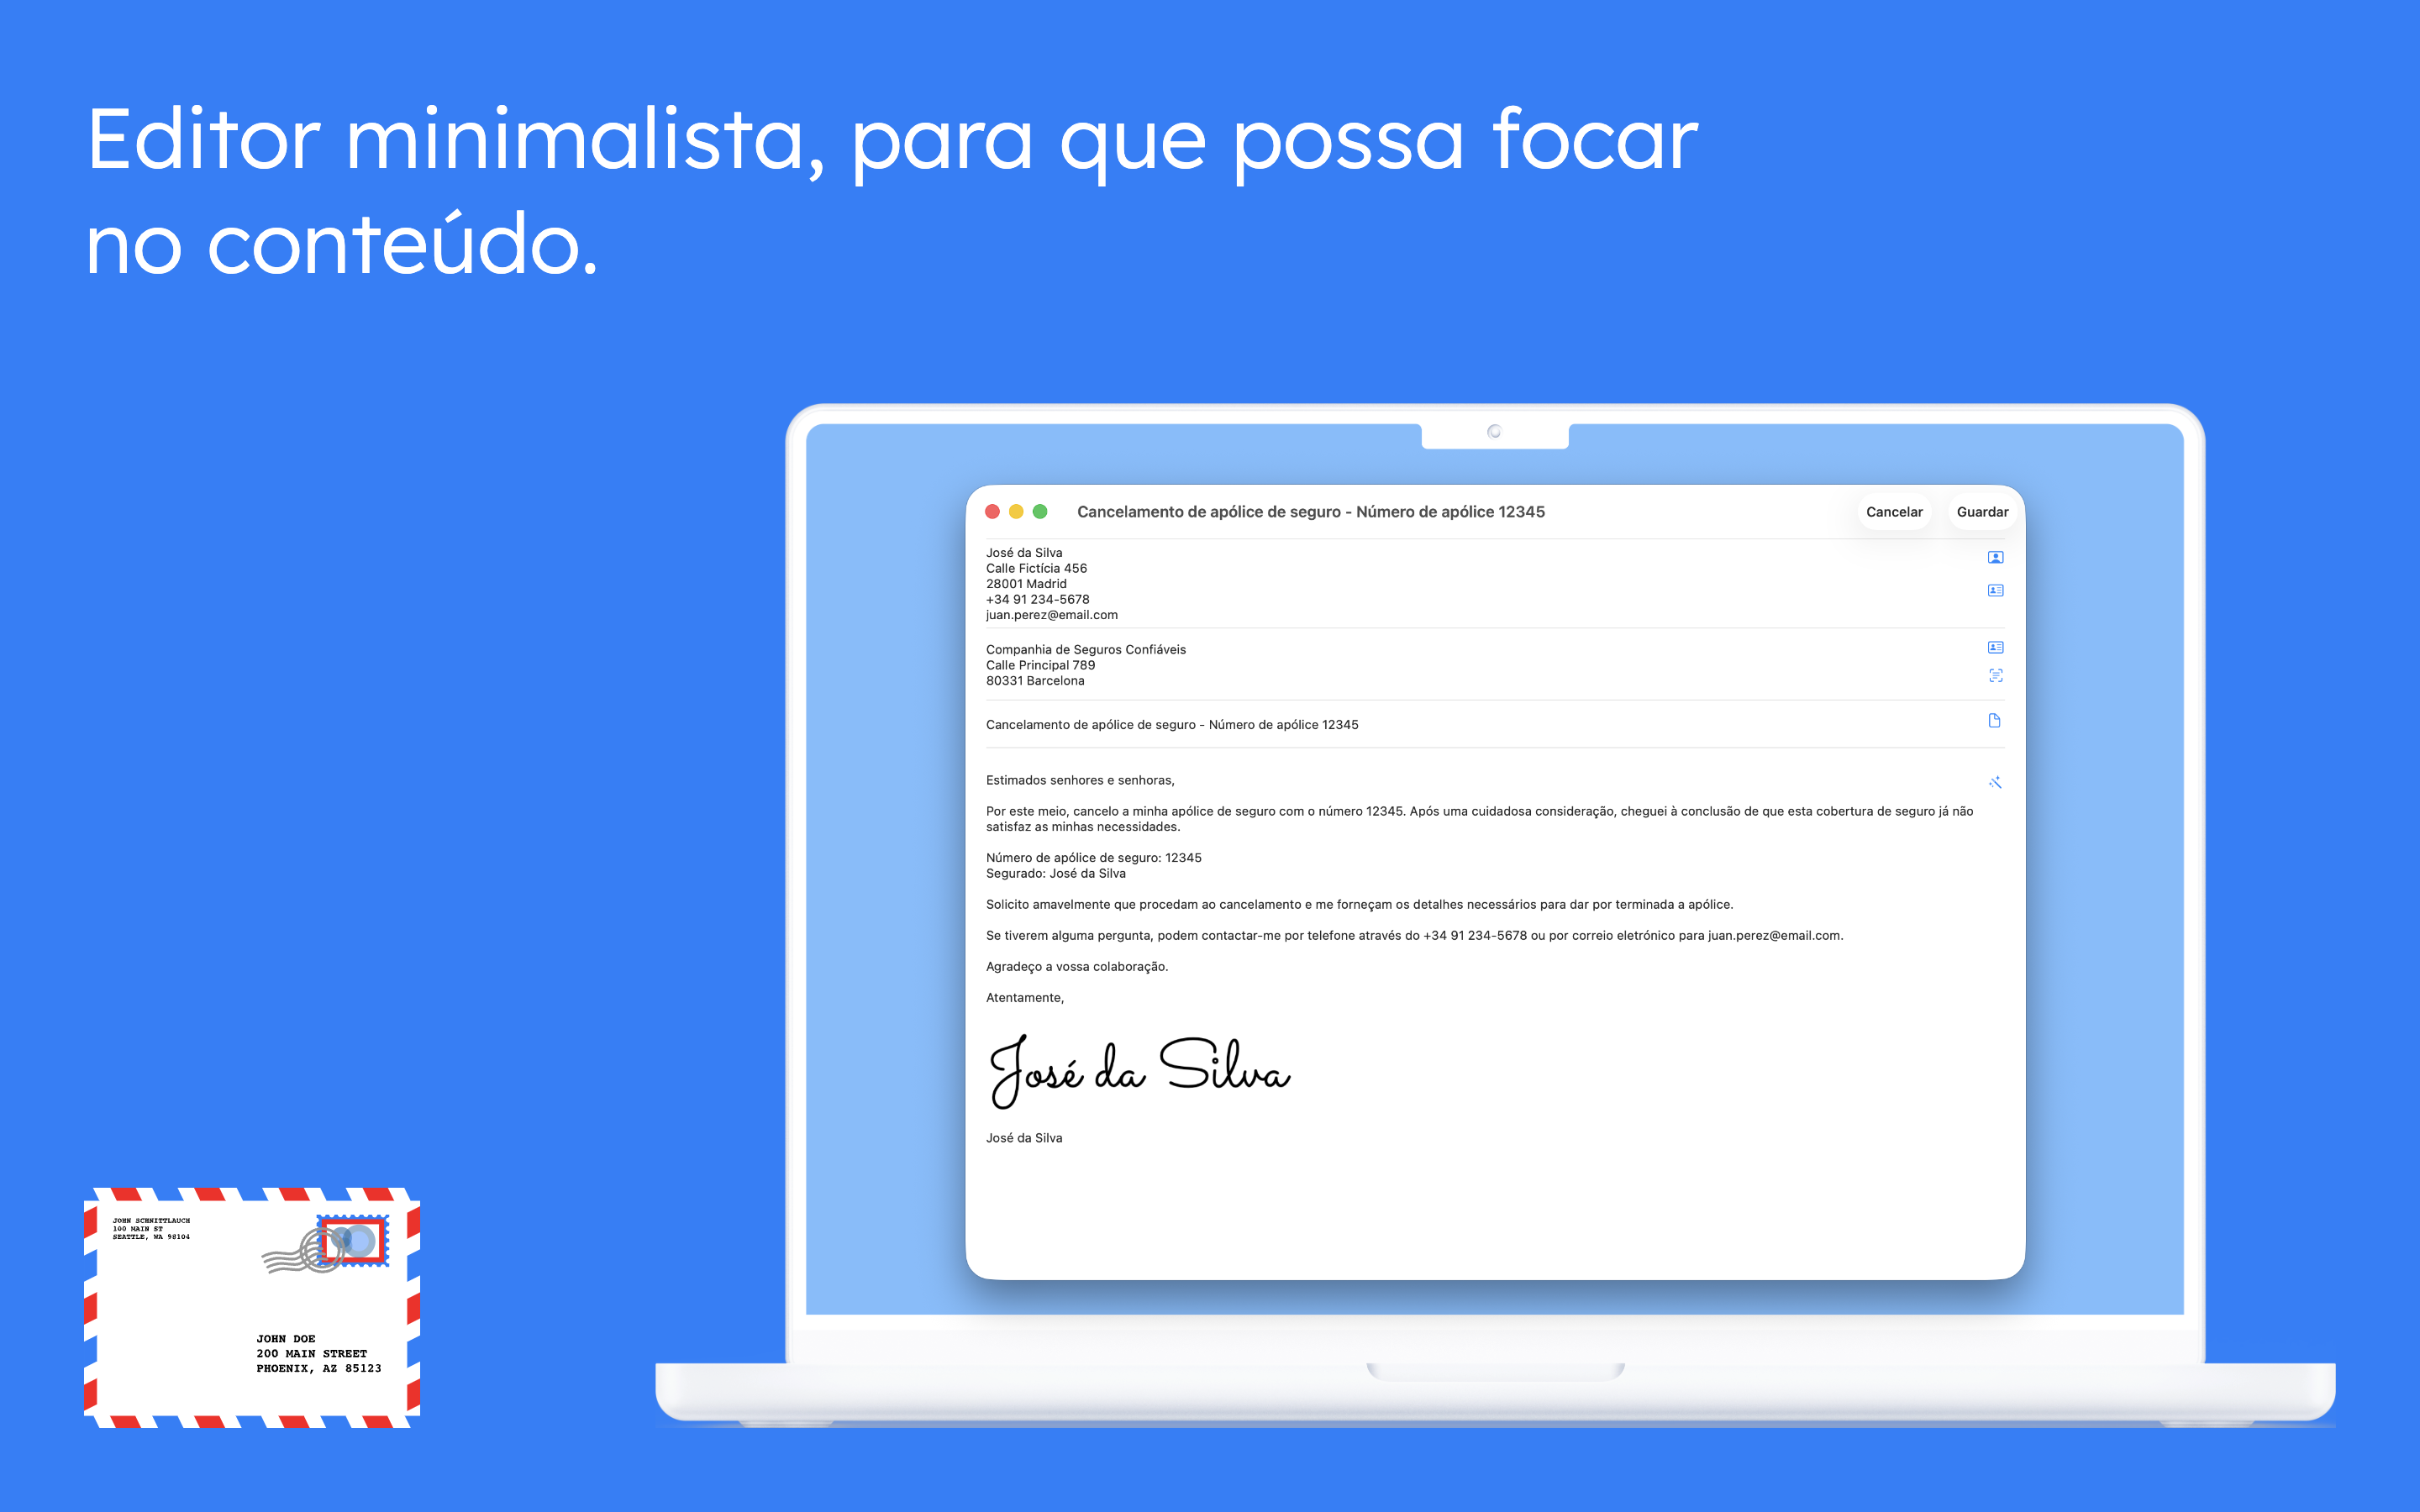 Editor minimalista, para que possa focar
no conteúdo.
Cancelamento de apólice de seguro - Número de apólice 12345
Cancelar
Guardar
José da Silva
Calle Fictícia 456
28001 Madrid
+34 91 234-5678
juan.perez@email.com
Companhia de Seguros Confiáveis
Calle Principal 789
80331 Barcelona
Cancelamento de apólice de seguro - Número de apólice 12345
Estimados senhores e senhoras,
Por este meio, cancelo a minha apólice de seguro com o número 12345. Após uma cuidadosa consideração, cheguei à conclusão de que esta cobertura de seguro já não
satisfaz as minhas necessidades.
Número de apólice de seguro: 12345
Segurado: José da Silva
Solicito amavelmente que procedam ao cancelamento e me forneçam os detalhes necessários para dar por terminada a apólice.
Se tiverem alguma pergunta, podem contactar-me por telefone através do +34 91 234-5678 ou por correio eletrónico para juan.perez@email.com.
Agradeço a vossa colaboração.
Atentamente,
José da Silva
José da Silva
JOHN SCHNITTLAUCH
100 MAIN ST
SEATTLE, WA 98104
JOHN DOE
200 MAIN STREET
PHOENIX, AZ 85123